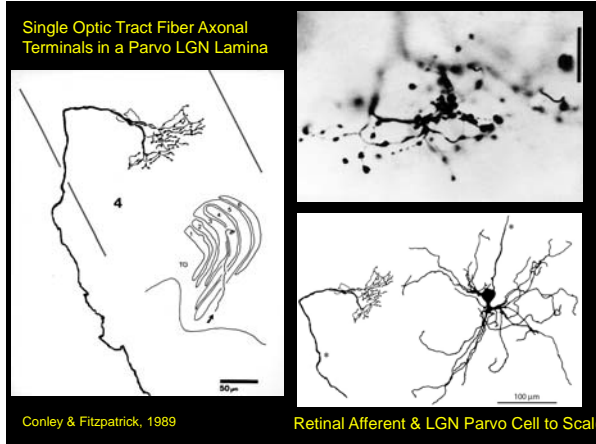 Single Optic Tract Fiber Axonal
Terminals in a Parvo LGN Lamina
4
TO
50µm
100 µm
Conley & Fitzpatrick, 1989
Retinal Afferent & LGN Parvo Cell to Scal